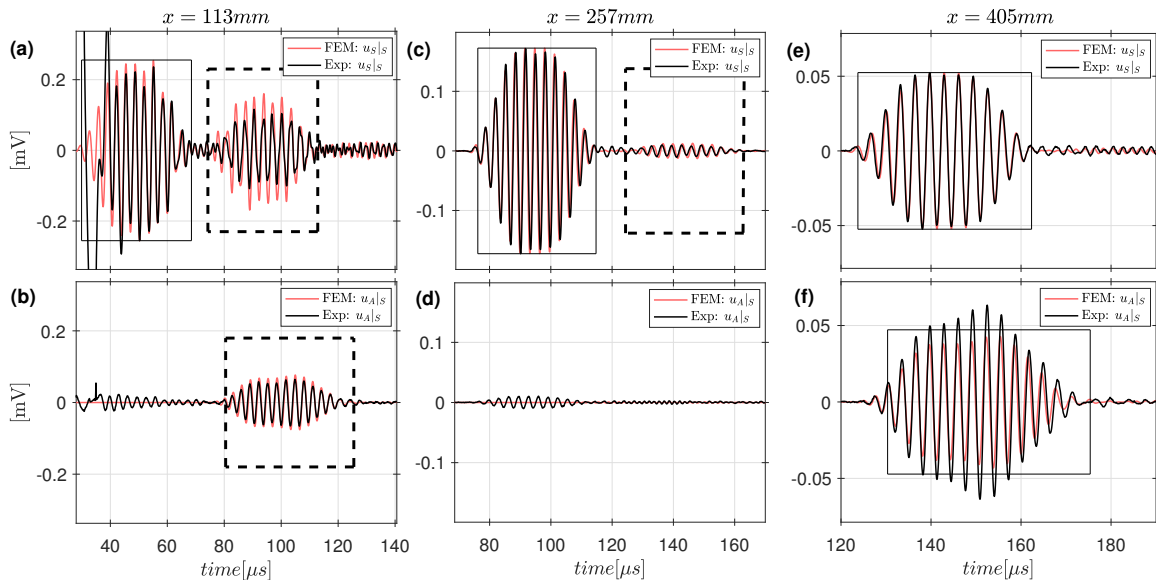 x = 113mm
x = 257mm
x = 405mm
(a)
FEM: u_S|_S
Exp: u_S|_S
0.2
0
-0.2
[mV]
(c)
FEM: u_S|_S
Exp: u_S|_S
0.1
0
-0.1
(e)
FEM: u_S|_S
Exp: u_S|_S
0.05
0
-0.05
(b)
FEM: u_A|_S
Exp: u_A|_S
0.2
0
-0.2
[mV]
40 60 80 100 120 140
time[μs]
(d)
FEM: u_A|_S
Exp: u_A|_S
0.1
0
-0.1
80 100 120 140 160
time[μs]
(f)
FEM: u_A|_S
Exp: u_A|_S
0.05
0
-0.05
120 140 160 180
time[μs]